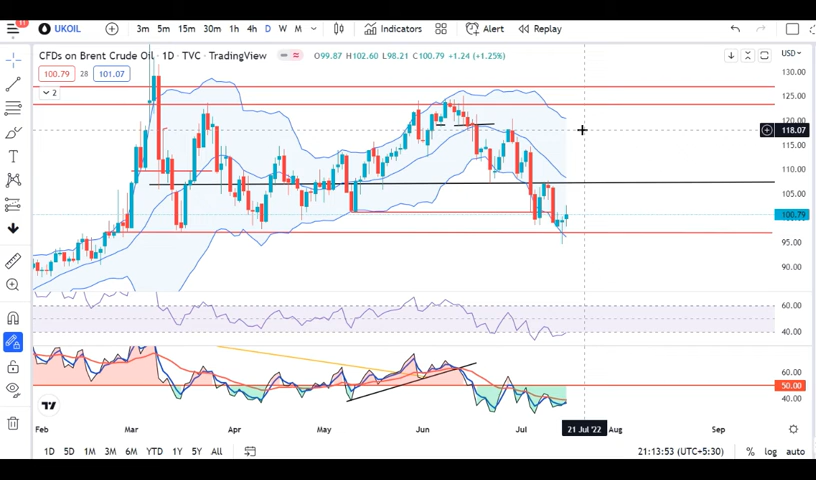 11
UKOIL
3m 5m 15m 30m 1h 4h D W M
Indicators
Alert
Replay
CFDs on Brent Crude Oil · 1D · TVC · TradingView
O99.87 H102.60 L98.21 C100.79 +1.24 (+1.25%)
USD
100.79 28 101.07
2
130.00
125.00
120.00
118.07
115.00
110.00
105.00
100.79
95.00
90.00
60.00
40.00
60.00
50.00
40.00
Feb Mar Apr May Jun Jul 21 Jul '22 Aug Sep
1D 5D 1M 3M 6M YTD 1Y 5Y All
21:13:53 (UTC+5:30)
% log auto